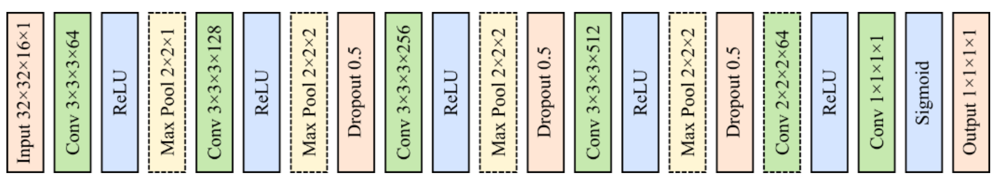 Input 32×32×16×1
Conv 3×3×3×64
ReLU
Max Pool 2×2×1
Conv 3×3×3×128
ReLU
Max Pool 2×2×2
Dropout 0.5
Conv 3×3×3×256
ReLU
Max Pool 2×2×2
Dropout 0.5
Conv 3×3×3×512
ReLU
Max Pool 2×2×2
Dropout 0.5
Conv 2×2×2×64
ReLU
Conv 1×1×1×1
Sigmoid
Output 1×1×1×1